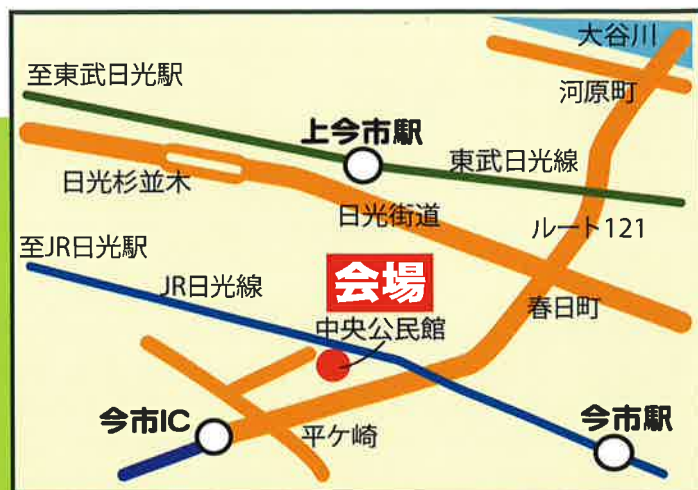 大谷川
河原町
至東武日光駅
上今市駅
東武日光線
日光杉並木
日光街道
ルート121
至JR日光駅
JR日光線
会場
春日町
中央公民館
今市IC
平ケ崎
今市駅